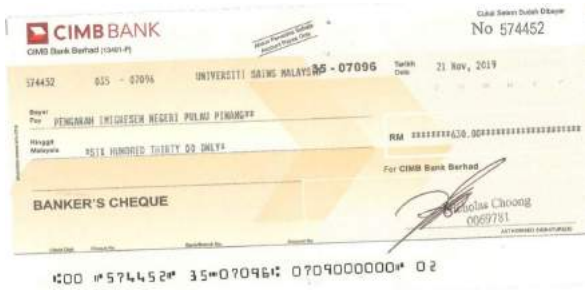 Cukai Setem Sudah Dibayar
CIMB BANK
No 574452
CIMB Bank Berhad (13491-P)
Akaun Penerima Sahaja
Account Payee Only
574452 035 - 07096 UNIVERSITI SAINS MALAYSIA 35 - 07096 Tarikh
Date 21 Nov, 2019
Bayar
Pay PENGARAH IMIGRESEN NEGERI PULAU PINANG**
Ringgit
Malaysia *SIX HUNDRED THIRTY DO ONLY*
RM ********630.00********************
For CIMB Bank Berhad
BANKER'S CHEQUE
Nicholas Choong
0069781
AUTHORISED SIGNATURE(S)
⑆00 ⑈574452⑈ 35⑉07096⑆ 0709000000⑈ 02